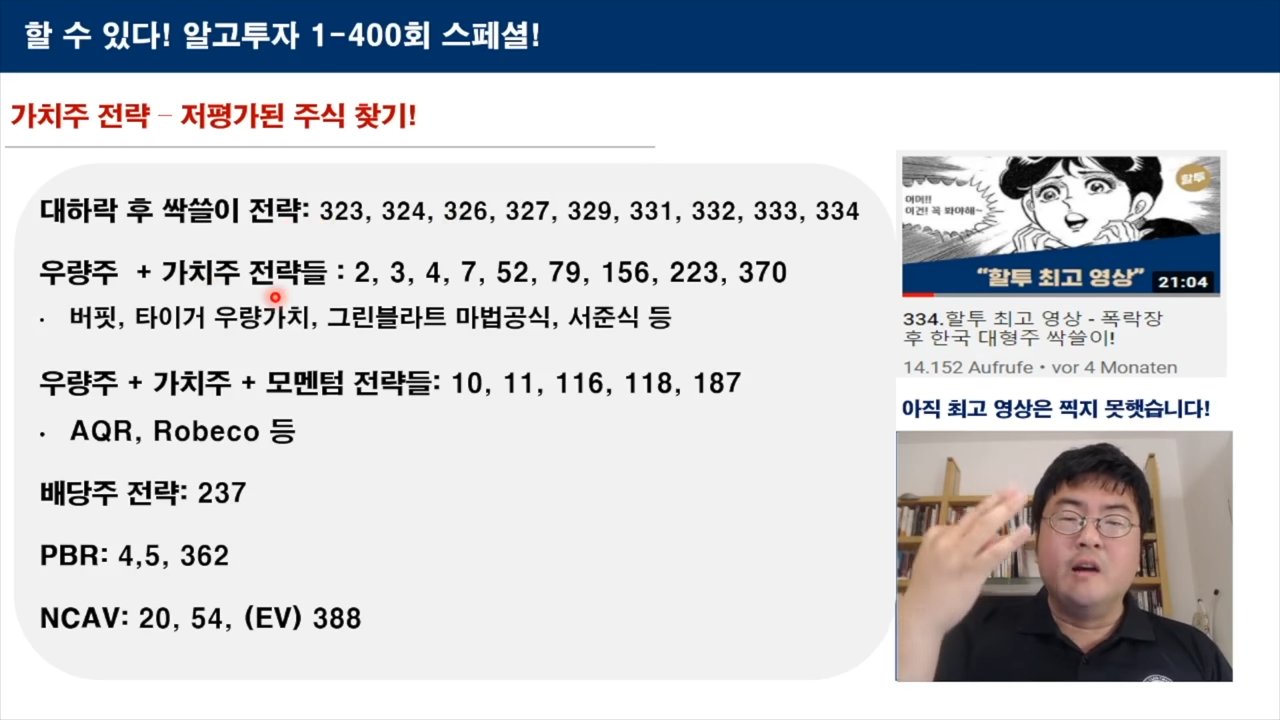 할 수 있다! 알고투자 1-400회 스페셜!
가치주 전략 – 저평가된 주식 찾기!
대하락 후 싹쓸이 전략: 323, 324, 326, 327, 329, 331, 332, 333, 334
우량주 + 가치주 전략들 : 2, 3, 4, 7, 52, 79, 156, 223, 370
· 버핏, 타이거 우량가치, 그린블라트 마법공식, 서준식 등
우량주 + 가치주 + 모멘텀 전략들: 10, 11, 116, 118, 187
· AQR, Robeco 등
배당주 전략: 237
PBR: 4,5, 362
NCAV: 20, 54, (EV) 388
할투
어머!!
이건! 꼭 봐야해~
“할투 최고 영상”
21:04
334.할투 최고 영상 - 폭락장
후 한국 대형주 싹쓸이!
14.152 Aufrufe • vor 4 Monaten
아직 최고 영상은 찍지 못햇습니다!